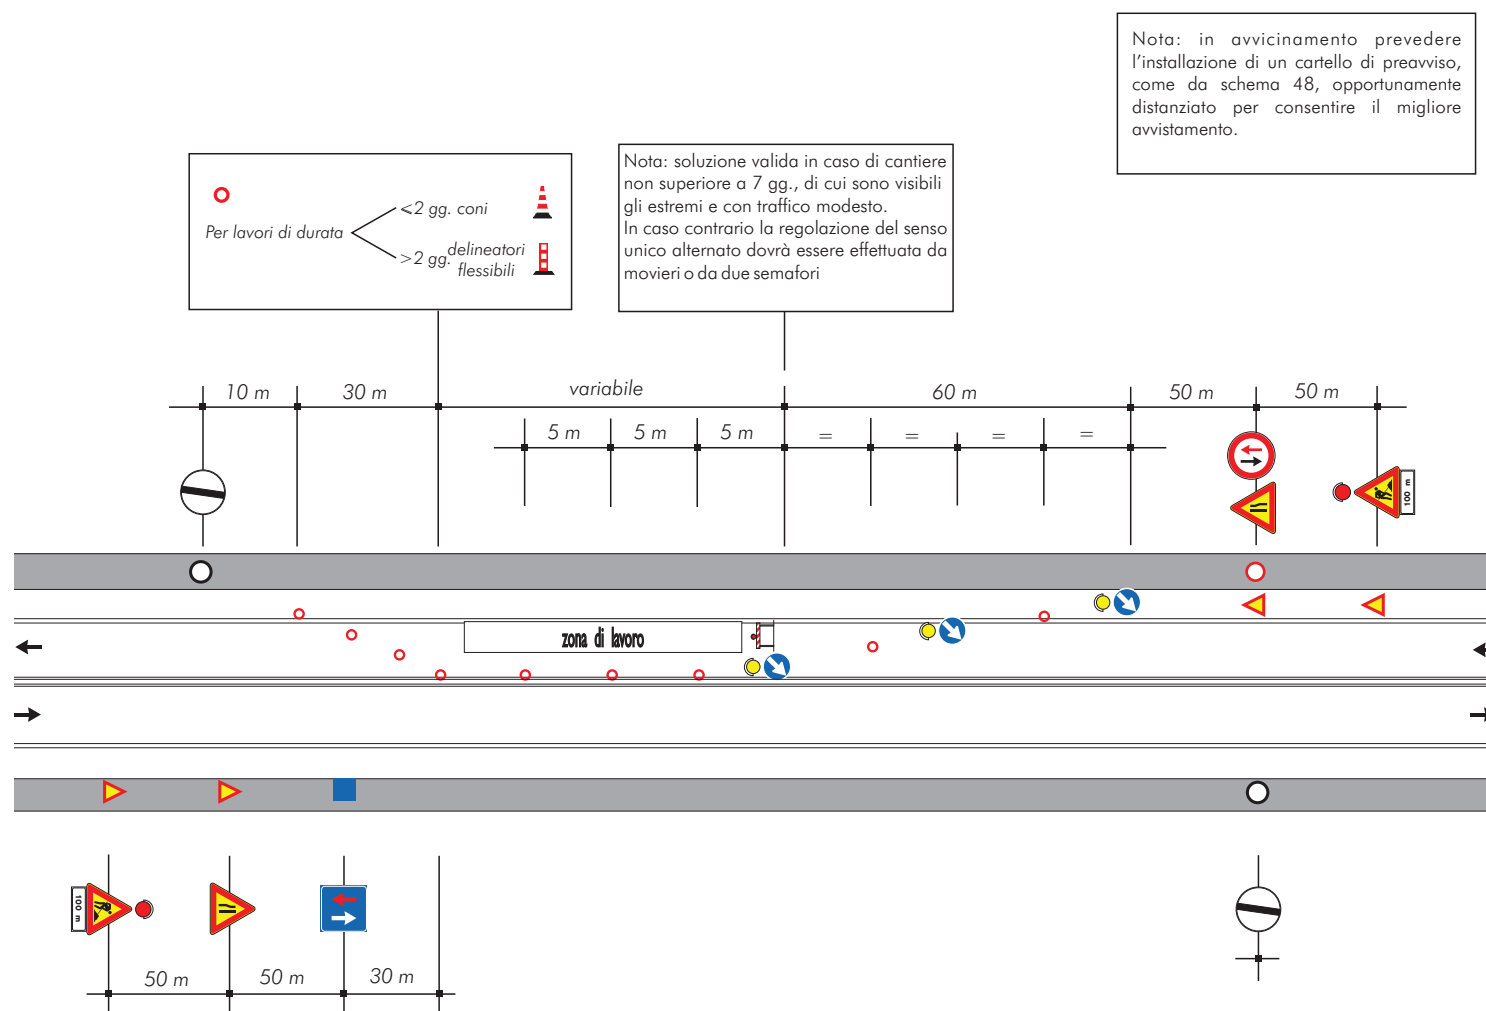 Nota: in avvicinamento prevedere
l'installazione di un cartello di preavviso,
come da schema 48, opportunamente
distanziato per consentire il migliore
avvistamento.
Per lavori di durata
<2 gg. coni
>2 gg. delineatori
flessibili
Nota: soluzione valida in caso di cantiere
non superiore a 7 gg., di cui sono visibili
gli estremi e con traffico modesto.
In caso contrario la regolazione del senso
unico alternato dovrà essere effettuata da
movieri o da due semafori
10 m 30 m variabile 60 m 50 m 50 m
5 m 5 m 5 m = = = =
100 m
zona di lavoro
100 m
50 m 50 m 30 m